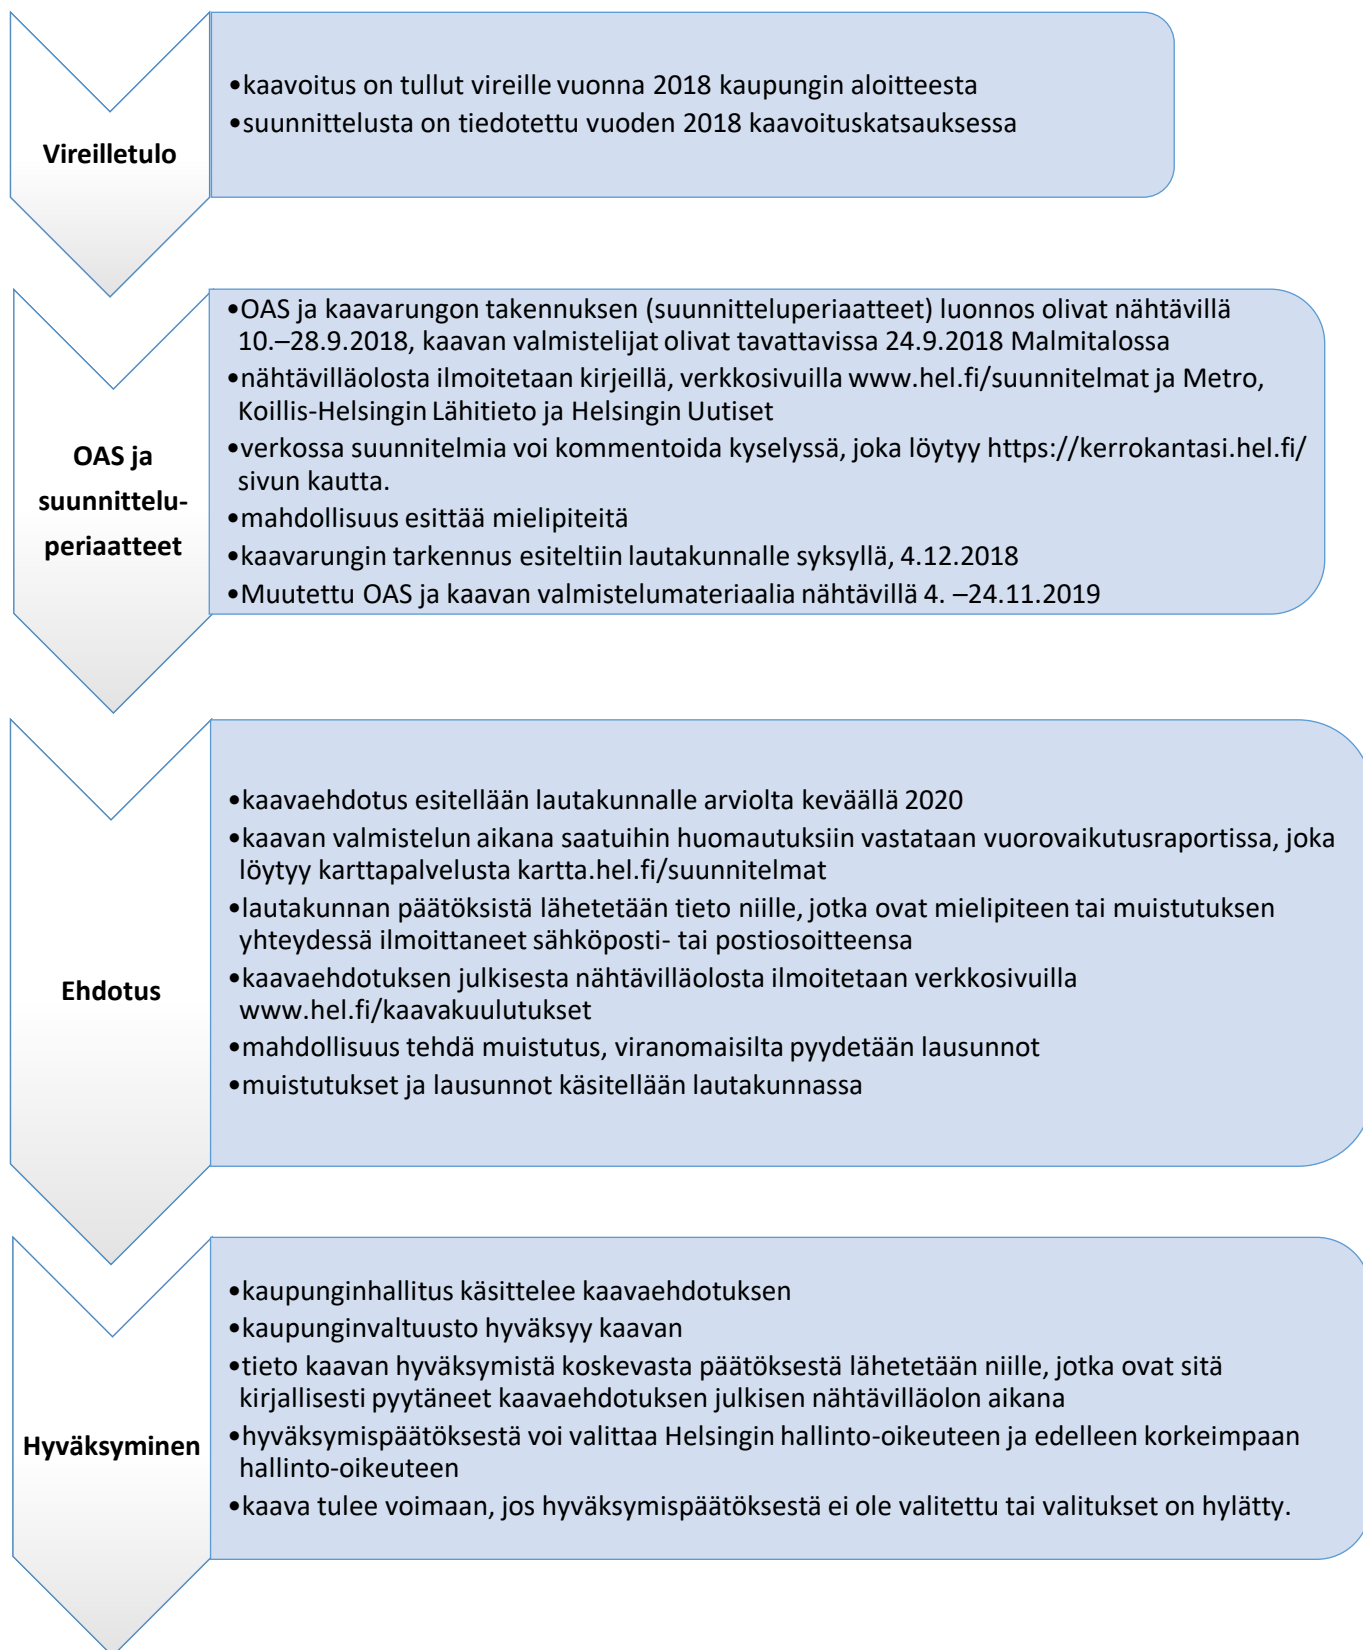 Vireilletulo
•kaavoitus on tullut vireille vuonna 2018 kaupungin aloitteesta
•suunnittelusta on tiedotettu vuoden 2018 kaavoituskatsauksessa
OAS ja
suunnittelu-
periaatteet
•OAS ja kaavarungon takennuksen (suunnitteluperiaatteet) luonnos olivat nähtävillä
10.–28.9.2018, kaavan valmistelijat olivat tavattavissa 24.9.2018 Malmitalossa
•nähtävilläolosta ilmoitetaan kirjeillä, verkkosivuilla www.hel.fi/suunnitelmat ja Metro,
Koillis-Helsingin Lähitieto ja Helsingin Uutiset
•verkossa suunnitelmia voi kommentoida kyselyssä, joka löytyy https://kerrokantasi.hel.fi/
sivun kautta.
•mahdollisuus esittää mielipiteitä
•kaavarungin tarkennus esiteltiin lautakunnalle syksyllä, 4.12.2018
•Muutettu OAS ja kaavan valmistelumateriaalia nähtävillä 4. –24.11.2019
Ehdotus
•kaavaehdotus esitellään lautakunnalle arviolta keväällä 2020
•kaavan valmistelun aikana saatuihin huomautuksiin vastataan vuorovaikutusraportissa, joka
löytyy karttapalvelusta kartta.hel.fi/suunnitelmat
•lautakunnan päätöksistä lähetetään tieto niille, jotka ovat mielipiteen tai muistutuksen
yhteydessä ilmoittaneet sähköposti- tai postiosoitteensa
•kaavaehdotuksen julkisesta nähtävilläolosta ilmoitetaan verkkosivuilla
www.hel.fi/kaavakuulutukset
•mahdollisuus tehdä muistutus, viranomaisilta pyydetään lausunnot
•muistutukset ja lausunnot käsitellään lautakunnassa
Hyväksyminen
•kaupunginhallitus käsittelee kaavaehdotuksen
•kaupunginvaltuusto hyväksyy kaavan
•tieto kaavan hyväksymistä koskevasta päätöksestä lähetetään niille, jotka ovat sitä
kirjallisesti pyytäneet kaavaehdotuksen julkisen nähtävilläolon aikana
•hyväksymispäätöksestä voi valittaa Helsingin hallinto-oikeuteen ja edelleen korkeimpaan
hallinto-oikeuteen
•kaava tulee voimaan, jos hyväksymispäätöksestä ei ole valitettu tai valitukset on hylätty.